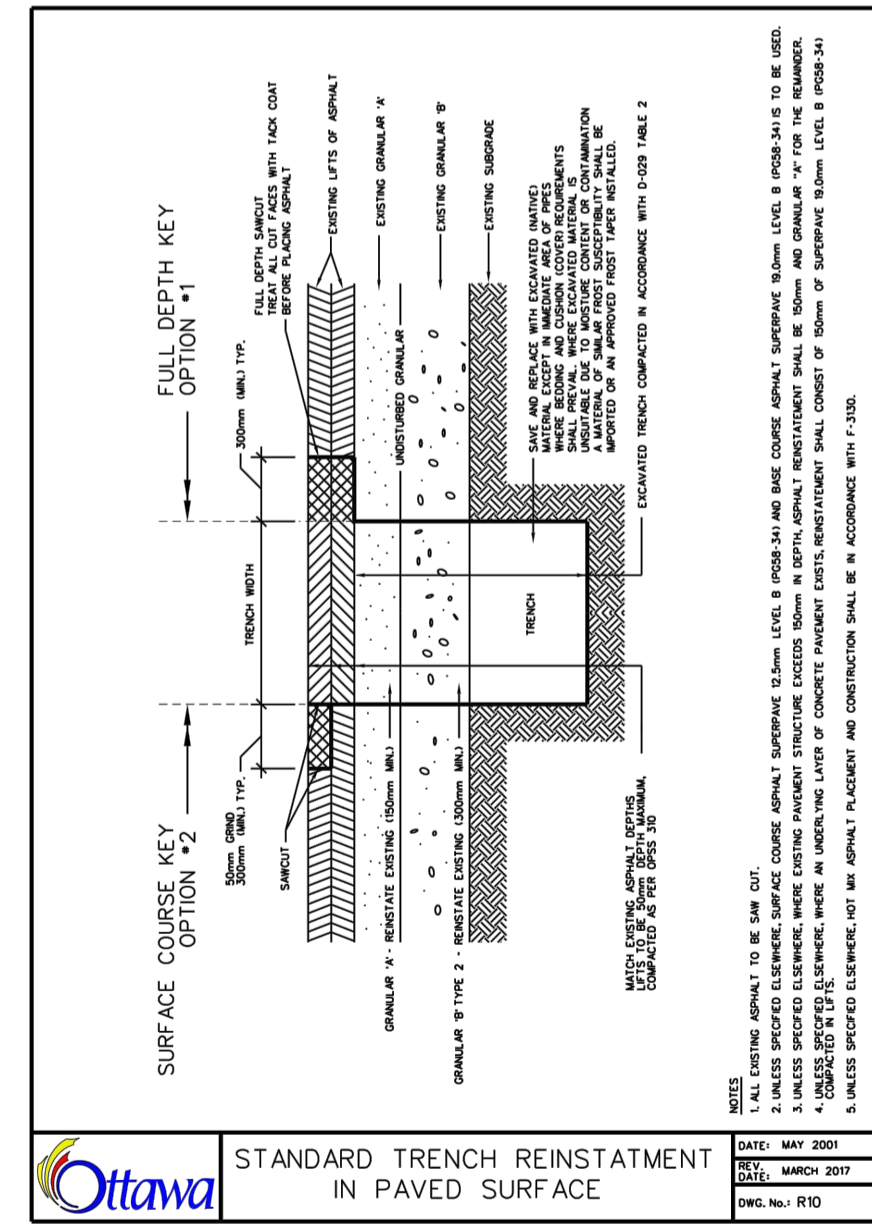 SURFACE COURSE KEY
OPTION #2
FULL DEPTH KEY
OPTION #1
50mm GRIND
300mm (MIN.) TYP.
TRENCH WIDTH
300mm (MIN.) TYP.
SAWCUT
FULL DEPTH SAWCUT
TREAT ALL CUT FACES WITH TACK COAT
BEFORE PLACING ASPHALT
EXISTING LIFTS OF ASPHALT
GRANULAR 'A' - REINSTATE EXISTING (150mm MIN.)
UNDISTURBED GRANULAR
EXISTING GRANULAR 'A'
GRANULAR 'B' TYPE 2 - REINSTATE EXISTING (300mm MIN.)
EXISTING GRANULAR 'B'
EXISTING SUBGRADE
TRENCH
SAVE AND REPLACE WITH EXCAVATED (NATIVE)
MATERIAL EXCEPT IN IMMEDIATE AREA OF PIPES
WHERE BEDDING AND CUSHION (COVER) REQUIREMENTS
SHALL PREVAIL. WHERE EXCAVATED MATERIAL IS
UNSUITABLE DUE TO MOISTURE CONTENT OR CONTAMINATION
A MATERIAL OF SIMILAR FROST SUSCEPTIBILITY SHALL BE
IMPORTED OR AN APPROVED FROST TAPER INSTALLED.
MATCH EXISTING ASPHALT DEPTHS
LIFTS TO BE 50mm DEPTH MAXIMUM,
COMPACTED AS PER OPSS 310
EXCAVATED TRENCH COMPACTED IN ACCORDANCE WITH D-029 TABLE 2
NOTES
1. ALL EXISTING ASPHALT TO BE SAW CUT.
2. UNLESS SPECIFIED ELSEWHERE, SURFACE COURSE ASPHALT SUPERPAVE 12.5mm LEVEL B (PG58-34) AND BASE COURSE ASPHALT SUPERPAVE 19.0mm LEVEL B (PG58-34) IS TO BE USED.
3. UNLESS SPECIFIED ELSEWHERE, WHERE EXISTING PAVEMENT STRUCTURE EXCEEDS 150mm IN DEPTH, ASPHALT REINSTATEMENT SHALL BE 150mm AND GRANULAR "A" FOR THE REMAINDER.
4. UNLESS SPECIFIED ELSEWHERE, WHERE AN UNDERLYING LAYER OF CONCRETE PAVEMENT EXISTS, REINSTATEMENT SHALL CONSIST OF 150mm OF SUPERPAVE 19.0mm LEVEL B (PG58-34)
COMPACTED IN LIFTS.
5. UNLESS SPECIFIED ELSEWHERE, HOT MIX ASPHALT PLACEMENT AND CONSTRUCTION SHALL BE IN ACCORDANCE WITH F-3130.
Ottawa
STANDARD TRENCH REINSTATMENT
IN PAVED SURFACE
DATE: MAY 2001
REV. DATE: MARCH 2017
DWG. No.: R10